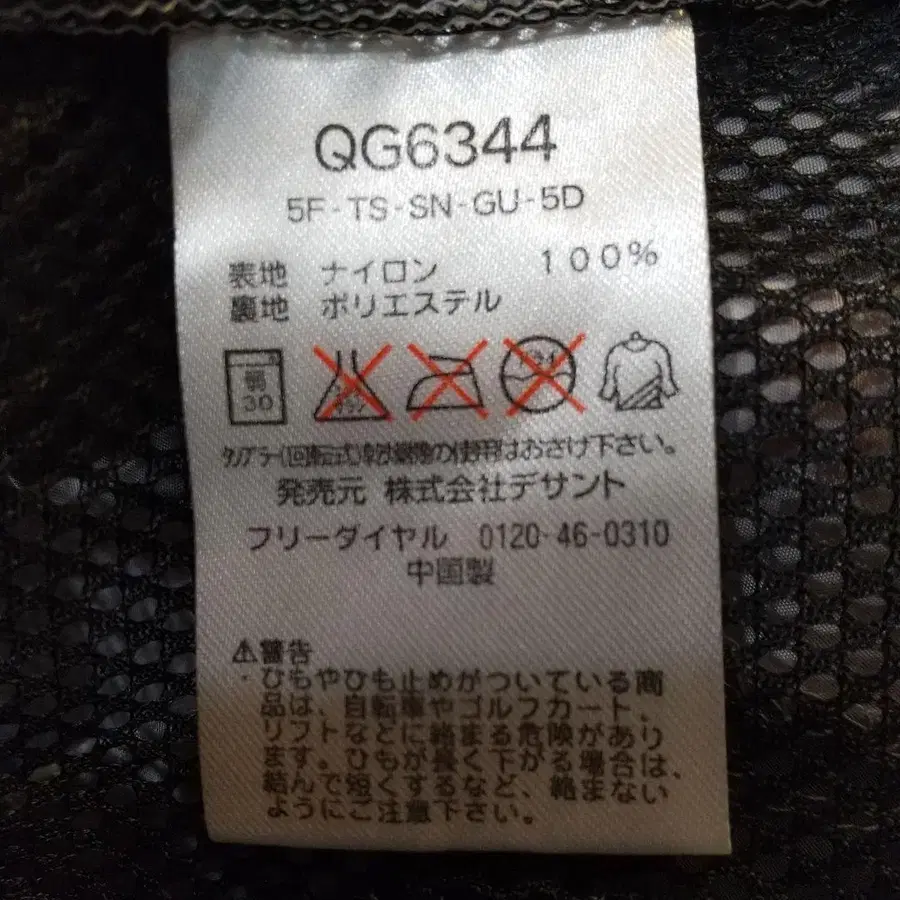 QG6344
5F-TS-SN-GU-5D
表地 ナイロン 100%
裏地 ポリエステル
弱 30
タンブラー(回転式)乾燥機の使用はおさけ下さい。
発売元 株式会社デサント
フリーダイヤル 0120-46-0310
中国製
⚠警告
・ひもやひも止めがついている商
品は、自転車やゴルフカート、
リフトなどに絡まる危険があり
ます。ひもが長く下がる場合は、
結んで短くするなど、絡まない
ようにご注意下さい。